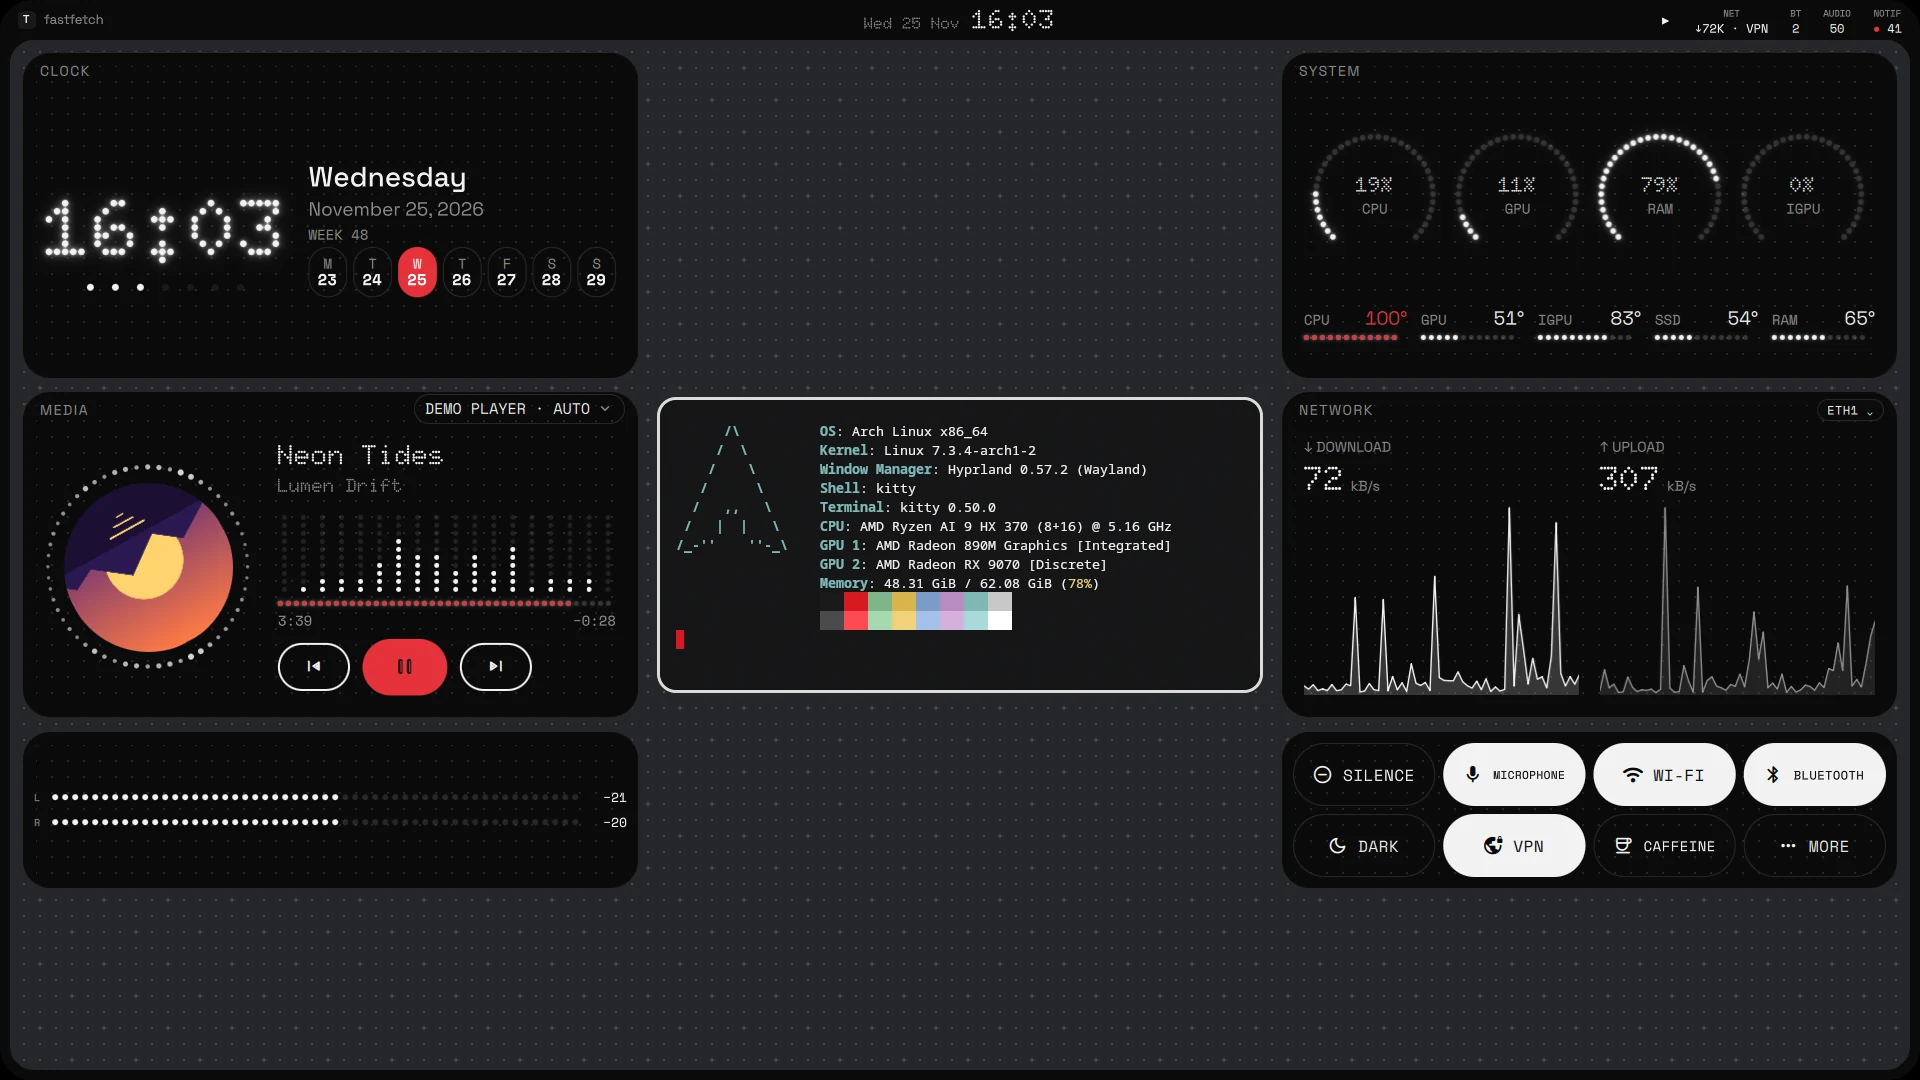 T fastfetch
Wed 25 Nov 16:03
NET
↓72K · VPN
BT
2
AUDIO
50
NOTIF
41
CLOCK
16:03
Wednesday
November 25, 2026
WEEK 48
M T W T F S S
23 24 25 26 27 28 29
SYSTEM
19% 11% 79% 0%
CPU GPU RAM IGPU
CPU 100° GPU 51° IGPU 83° SSD 54° RAM 65°
MEDIA
DEMO PLAYER · AUTO
Neon Tides
Lumen Drift
3:39 -0:28
/\
/  \
/    \
/      \
/   ,,   \
/   |  |   \
/_-''    ''-_\
OS: Arch Linux x86_64
Kernel: Linux 7.3.4-arch1-2
Window Manager: Hyprland 0.57.2 (Wayland)
Shell: kitty
Terminal: kitty 0.50.0
CPU: AMD Ryzen AI 9 HX 370 (8+16) @ 5.16 GHz
GPU 1: AMD Radeon 890M Graphics [Integrated]
GPU 2: AMD Radeon RX 9070 [Discrete]
Memory: 48.31 GiB / 62.08 GiB (78%)
NETWORK
ETH1
↓ DOWNLOAD
72 kB/s
↑ UPLOAD
307 kB/s
L -21
R -20
SILENCE MICROPHONE WI-FI BLUETOOTH
DARK VPN CAFFEINE MORE